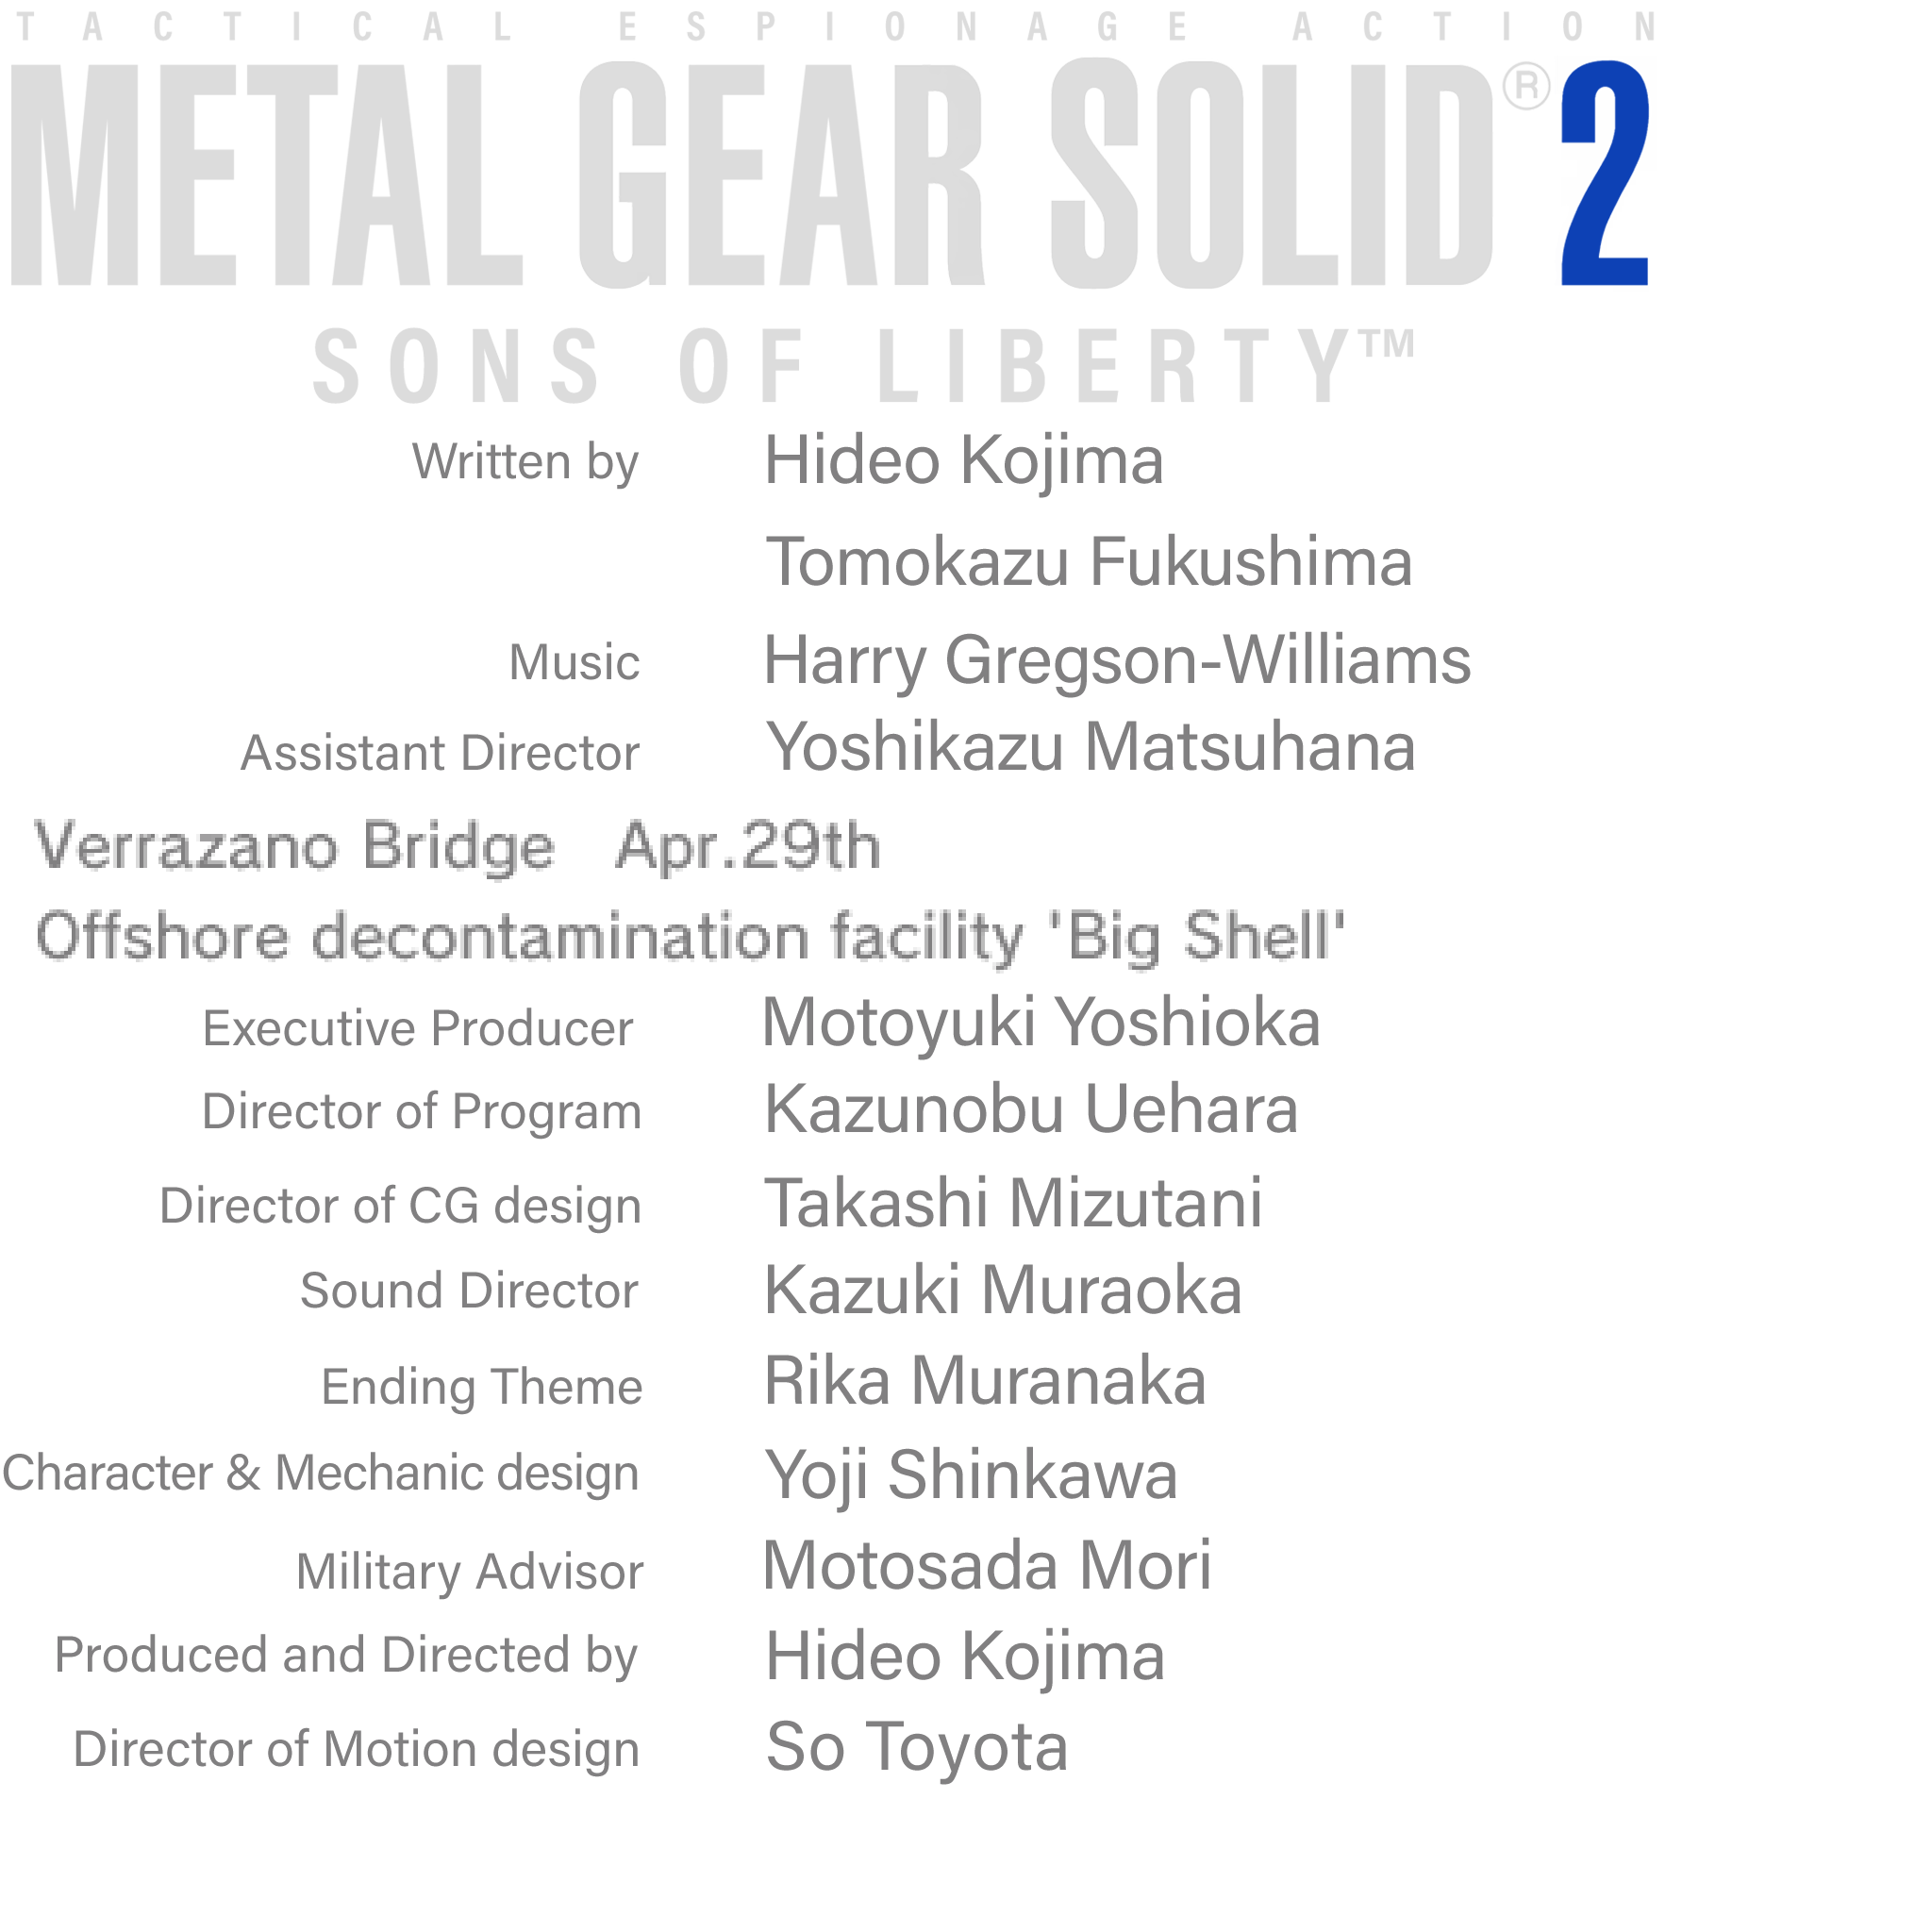 TACTICAL ESPIONAGE ACTION
METAL GEAR SOLID®2
SONS OF LIBERTY™
Written by Hideo Kojima
Tomokazu Fukushima
Music Harry Gregson-Williams
Assistant Director Yoshikazu Matsuhana
Verrazano Bridge Apr.29th
Offshore decontamination facility 'Big Shell'
Executive Producer Motoyuki Yoshioka
Director of Program Kazunobu Uehara
Director of CG design Takashi Mizutani
Sound Director Kazuki Muraoka
Ending Theme Rika Muranaka
Character & Mechanic design Yoji Shinkawa
Military Advisor Motosada Mori
Produced and Directed by Hideo Kojima
Director of Motion design So Toyota